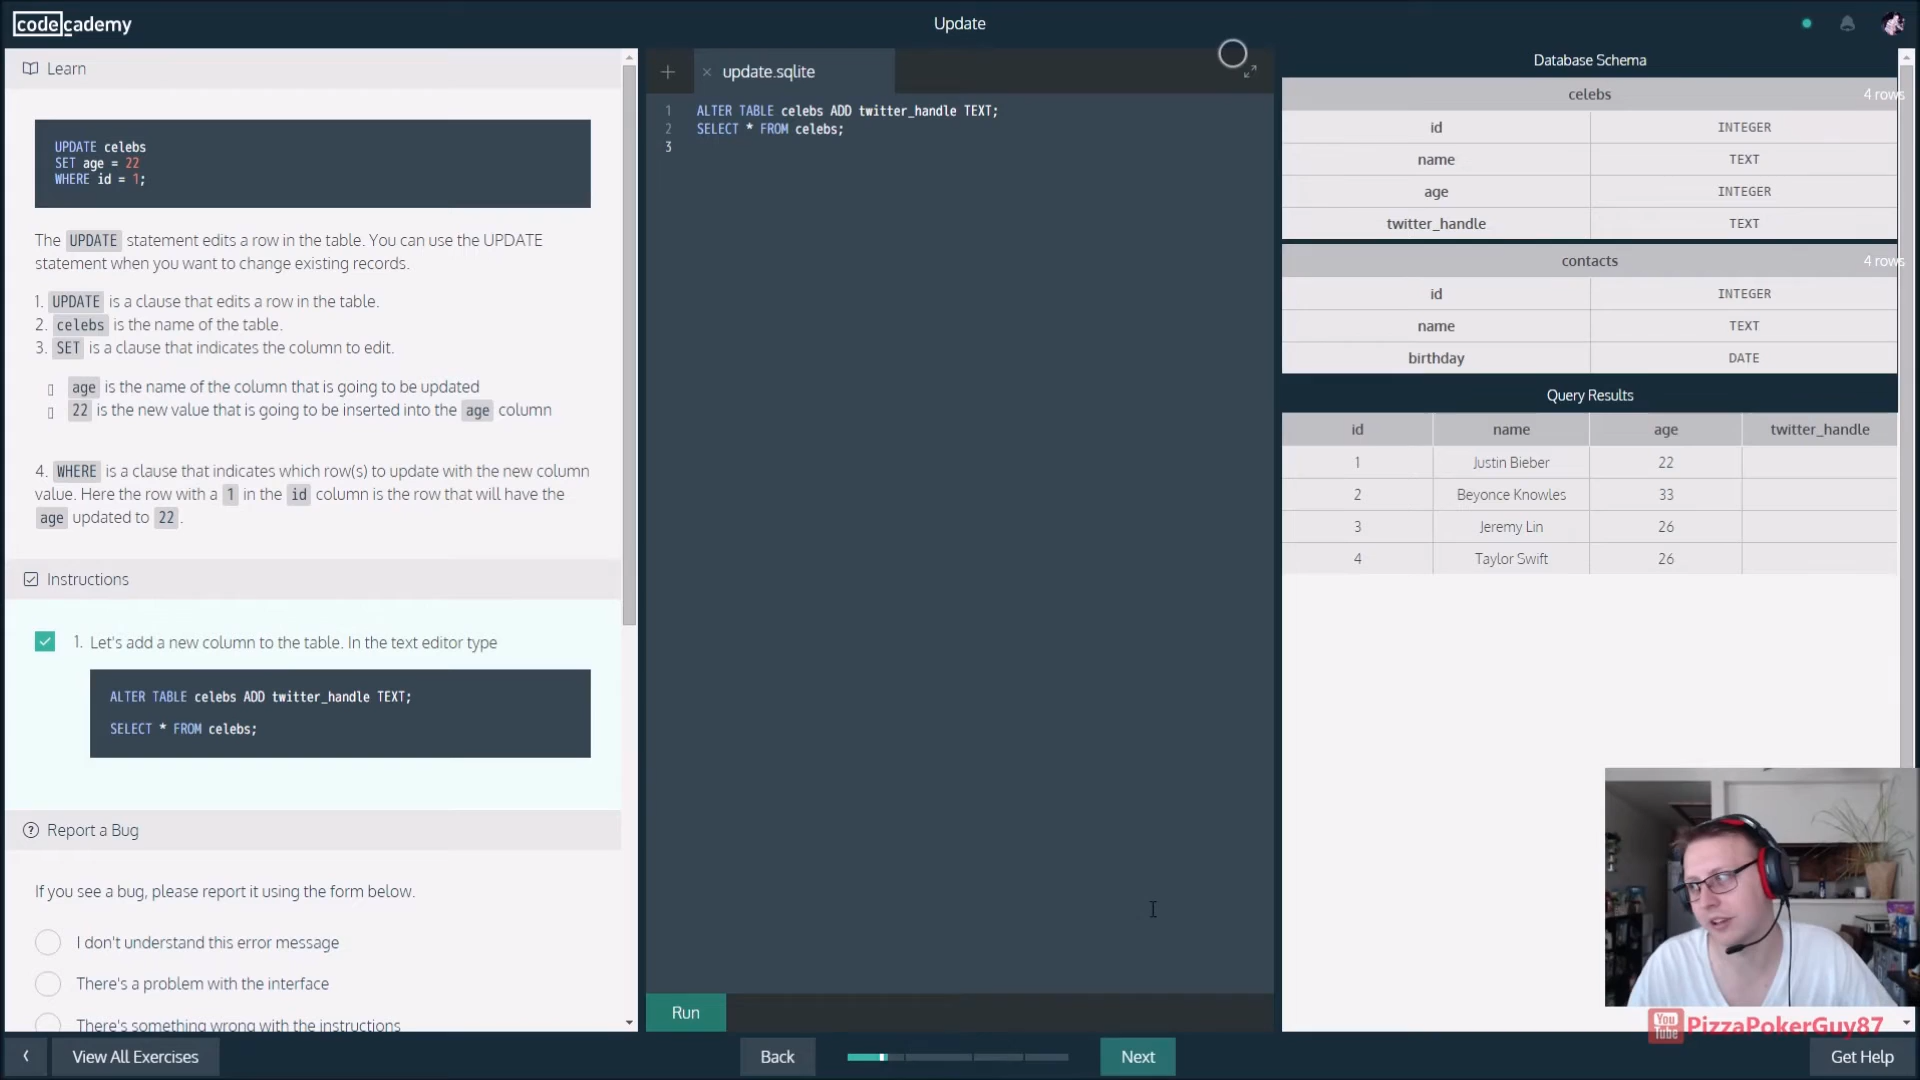 codecademy
Update
Learn
UPDATE celebs
SET age = 22
WHERE id = 1;
The UPDATE statement edits a row in the table. You can use the UPDATE
statement when you want to change existing records.
1. UPDATE is a clause that edits a row in the table.
2. celebs is the name of the table.
3. SET is a clause that indicates the column to edit.
age is the name of the column that is going to be updated
22 is the new value that is going to be inserted into the age column
4. WHERE is a clause that indicates which row(s) to update with the new column
value. Here the row with a 1 in the id column is the row that will have the
age updated to 22.
Instructions
1. Let's add a new column to the table. In the text editor type
ALTER TABLE celebs ADD twitter_handle TEXT;
SELECT * FROM celebs;
Report a Bug
If you see a bug, please report it using the form below.
I don't understand this error message
There's a problem with the interface
There's something wrong with the instructions
View All Exercises
+ × update.sqlite
1 ALTER TABLE celebs ADD twitter_handle TEXT;
2 SELECT * FROM celebs;
3
Run
Back
Next
Database Schema
celebs 4 rows
id INTEGER
name TEXT
age INTEGER
twitter_handle TEXT
contacts 4 rows
id INTEGER
name TEXT
birthday DATE
Query Results
id name age twitter_handle
1 Justin Bieber 22
2 Beyonce Knowles 33
3 Jeremy Lin 26
4 Taylor Swift 26
You Tube PizzaPokerGuy87
Get Help